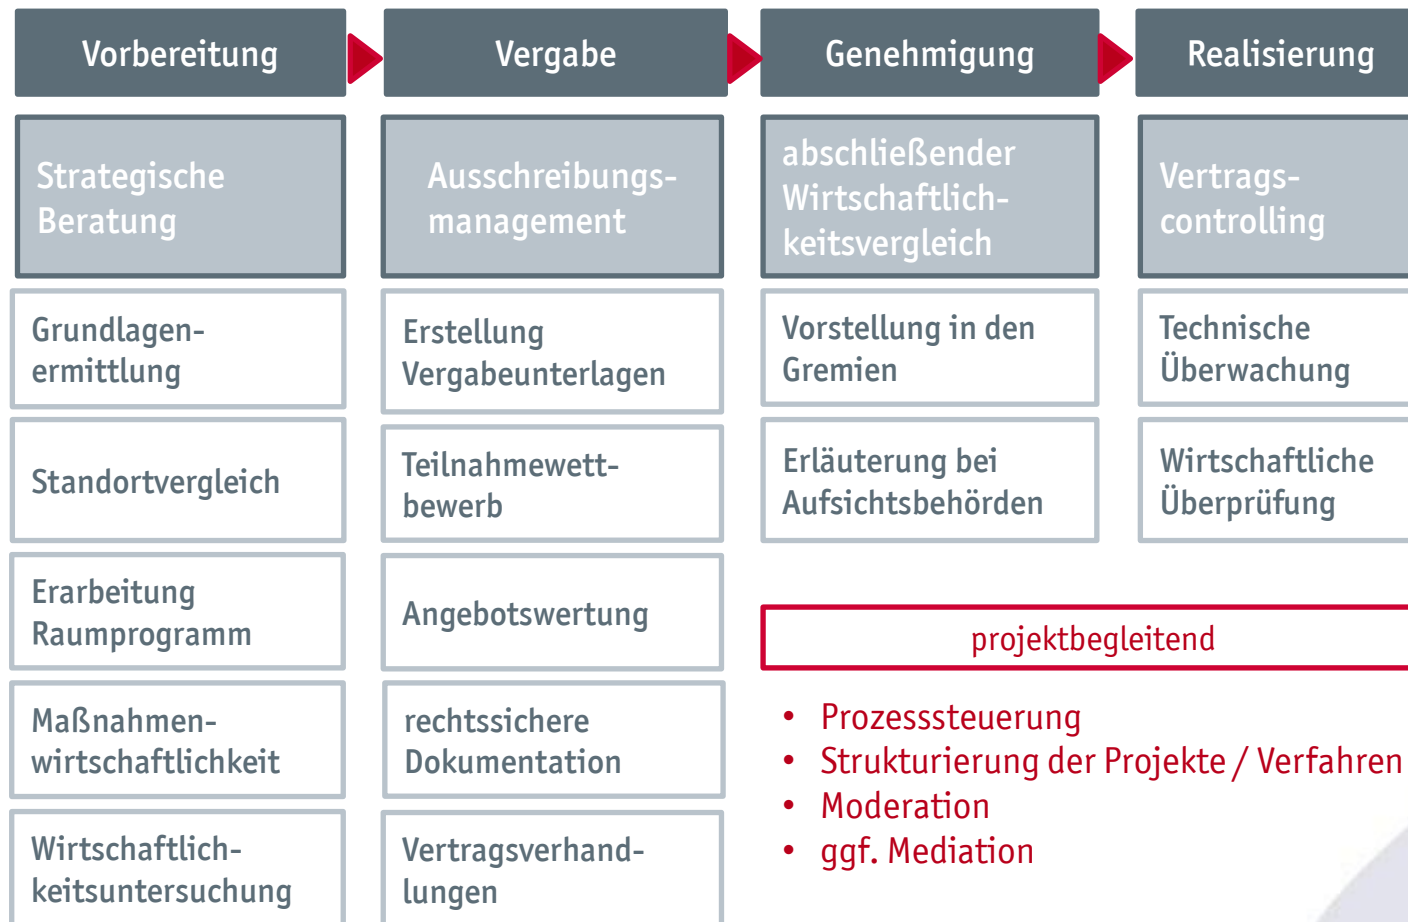 Vorbereitung
Vergabe
Genehmigung
Realisierung
Strategische
Beratung
Ausschreibungs-
management
abschließender
Wirtschaftlich-
keitsvergleich
Vertrags-
controlling
Grundlagen-
ermittlung
Erstellung
Vergabeunterlagen
Vorstellung in den
Gremien
Technische
Überwachung
Standortvergleich
Teilnahmewett-
bewerb
Erläuterung bei
Aufsichtsbehörden
Wirtschaftliche
Überprüfung
Erarbeitung
Raumprogramm
Angebotswertung
projektbegleitend
Maßnahmen-
wirtschaftlichkeit
rechtssichere
Dokumentation
• Prozesssteuerung
• Strukturierung der Projekte / Verfahren
• Moderation
• ggf. Mediation
Wirtschaftlich-
keitsuntersuchung
Vertragsverhand-
lungen